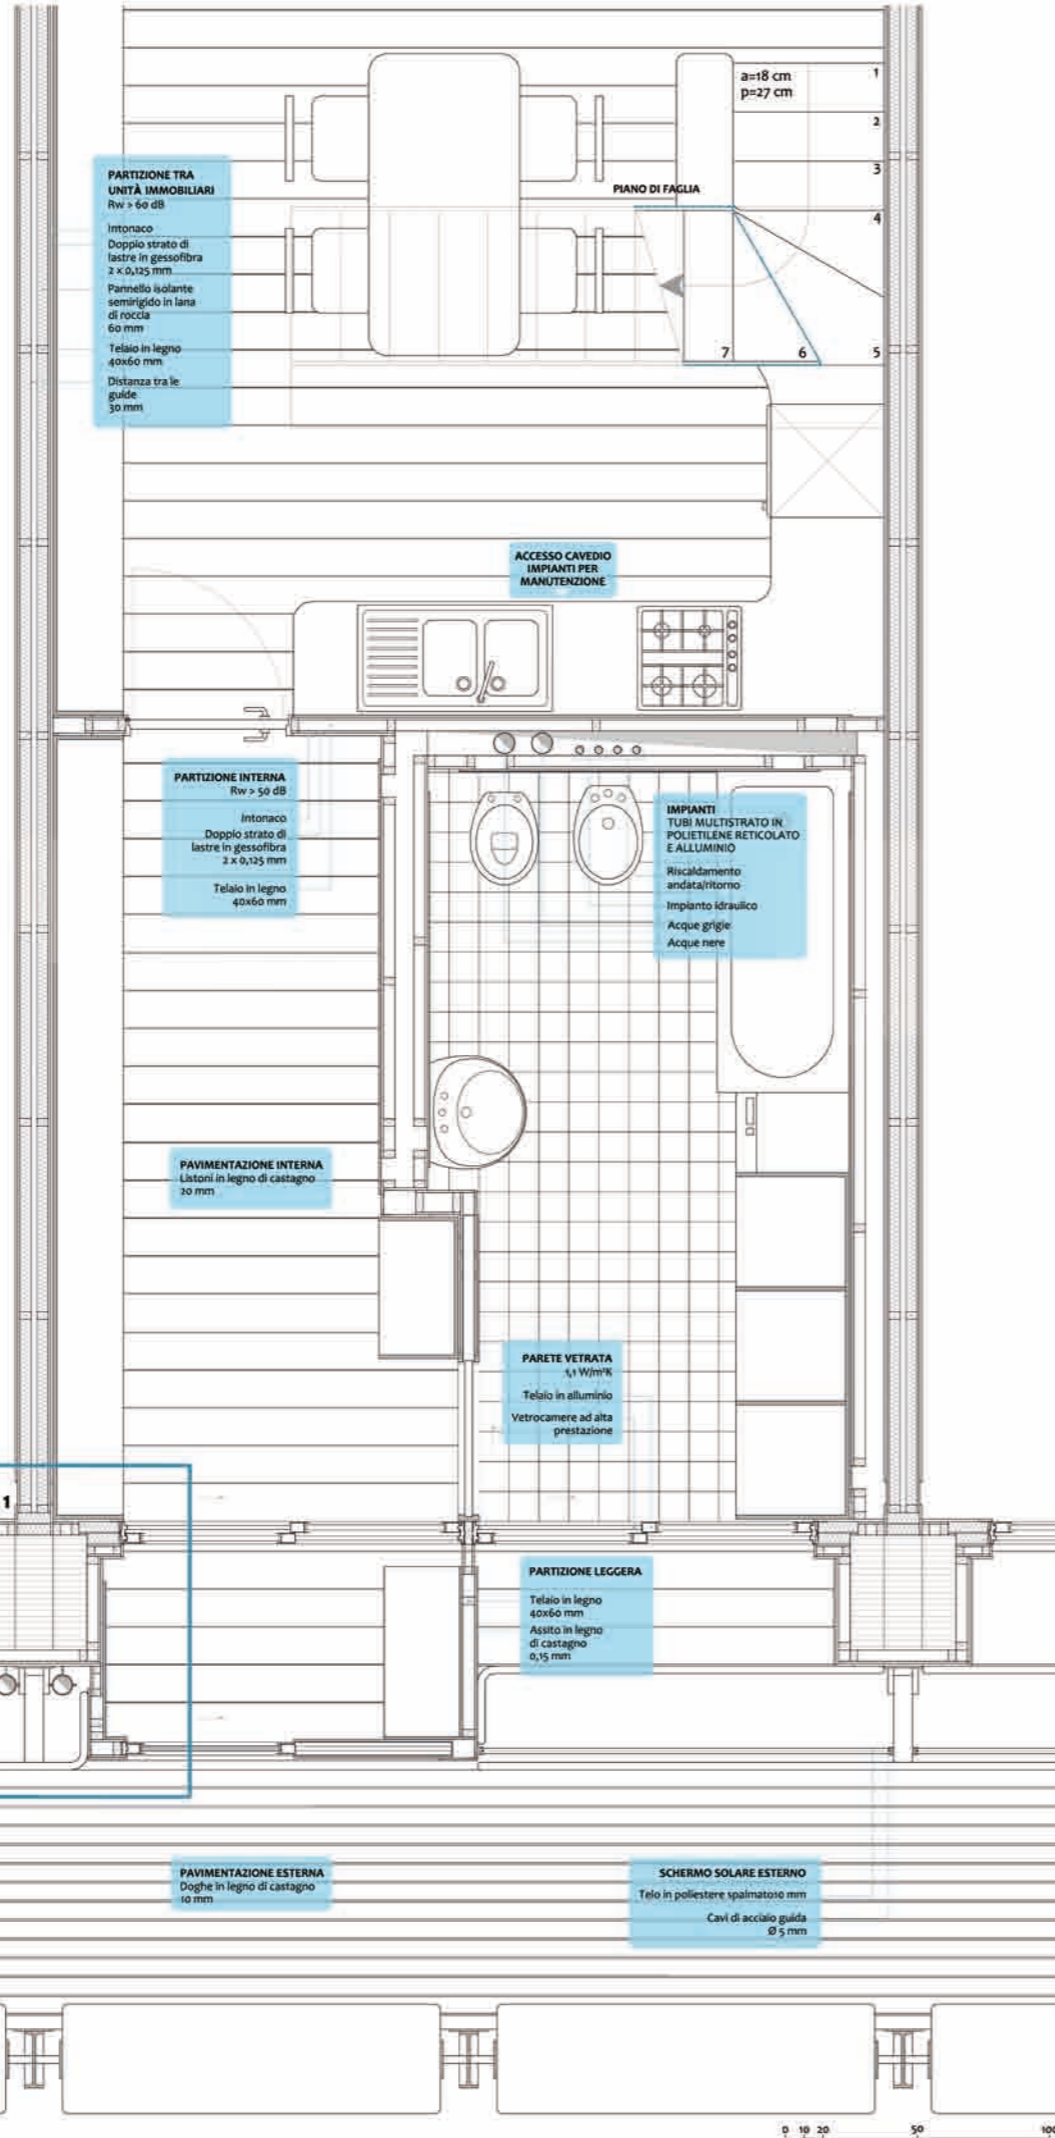 a=18 cm
p=27 cm
1
2
3
4
5
6
7
PIANO DI FAGLIA
PARTIZIONE TRA
UNITÀ IMMOBILIARI
Rw > 60 dB
Intonaco
Doppio strato di
lastre in gessofibra
2 x 0,125 mm
Pannello isolante
semirigido in lana
di roccia
60 mm
Telaio in legno
40x60 mm
Distanza tra le
guide
30 mm
ACCESSO CAVEDIO
IMPIANTI PER
MANUTENZIONE
PARTIZIONE INTERNA
Rw > 50 dB
Intonaco
Doppio strato di
lastre in gessofibra
2 x 0,125 mm
Telaio in legno
40x60 mm
IMPIANTI
TUBI MULTISTRATO IN
POLIETILENE RETICOLATO
E ALLUMINIO
Riscaldamento
andata/ritorno
Impianto idraulico
Acque grigie
Acque nere
PAVIMENTAZIONE INTERNA
Listoni in legno di castagno
20 mm
PARETE VETRATA
1,1 W/m²K
Telaio in alluminio
Vetrocamere ad alta
prestazione
1
PARTIZIONE LEGGERA
Telaio in legno
40x60 mm
Assito in legno
di castagno
0,15 mm
PAVIMENTAZIONE ESTERNA
Doghe in legno di castagno
10 mm
SCHERMO SOLARE ESTERNO
Telo in poliestere spalmato10 mm
Cavi di acciaio guida
Ø 5 mm
0 10 20 50 100